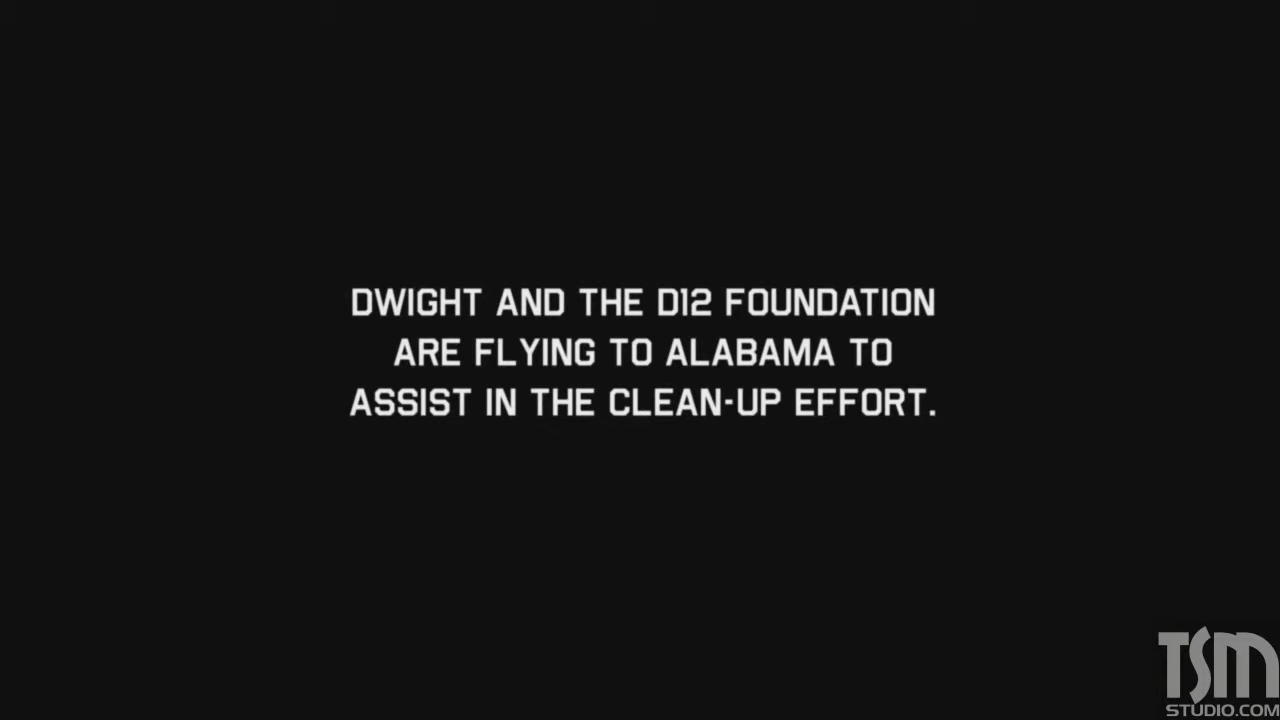 DWIGHT AND THE D12 FOUNDATION
ARE FLYING TO ALABAMA TO
ASSIST IN THE CLEAN-UP EFFORT.
TSM
STUDIO.COM